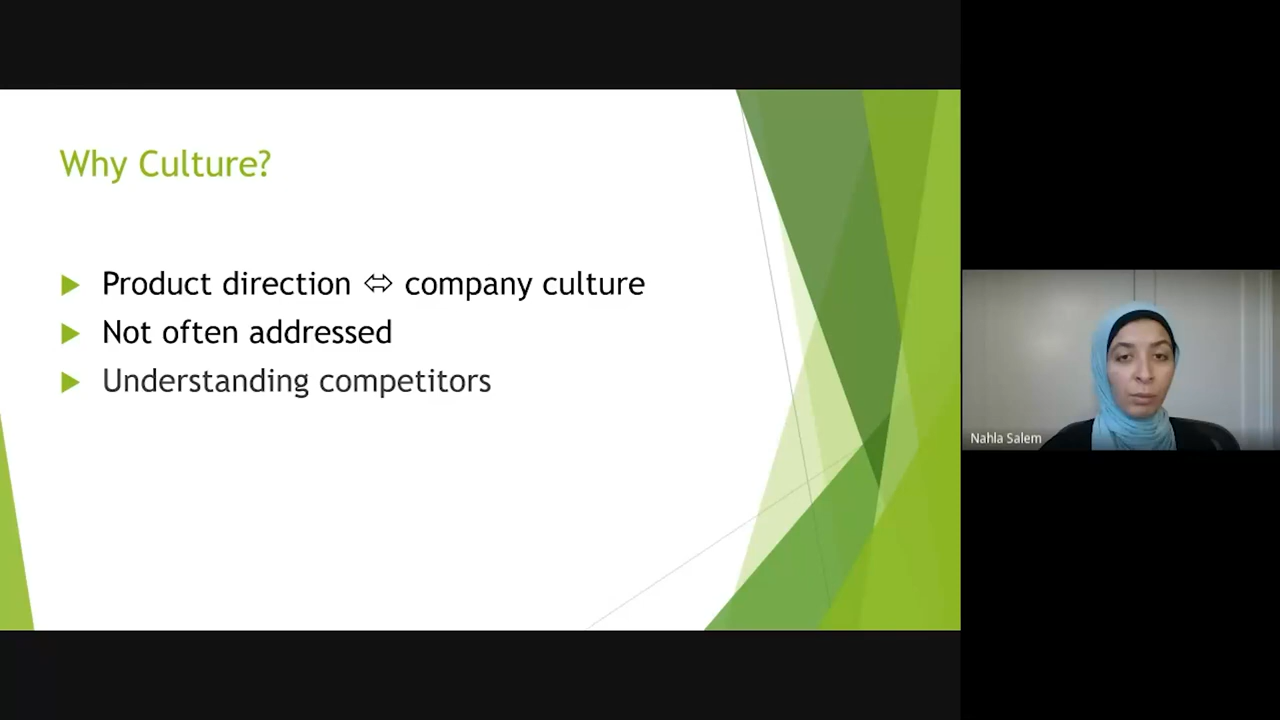 Why Culture?
Product direction ⬄ company culture
Not often addressed
Understanding competitors
Nahla Salem